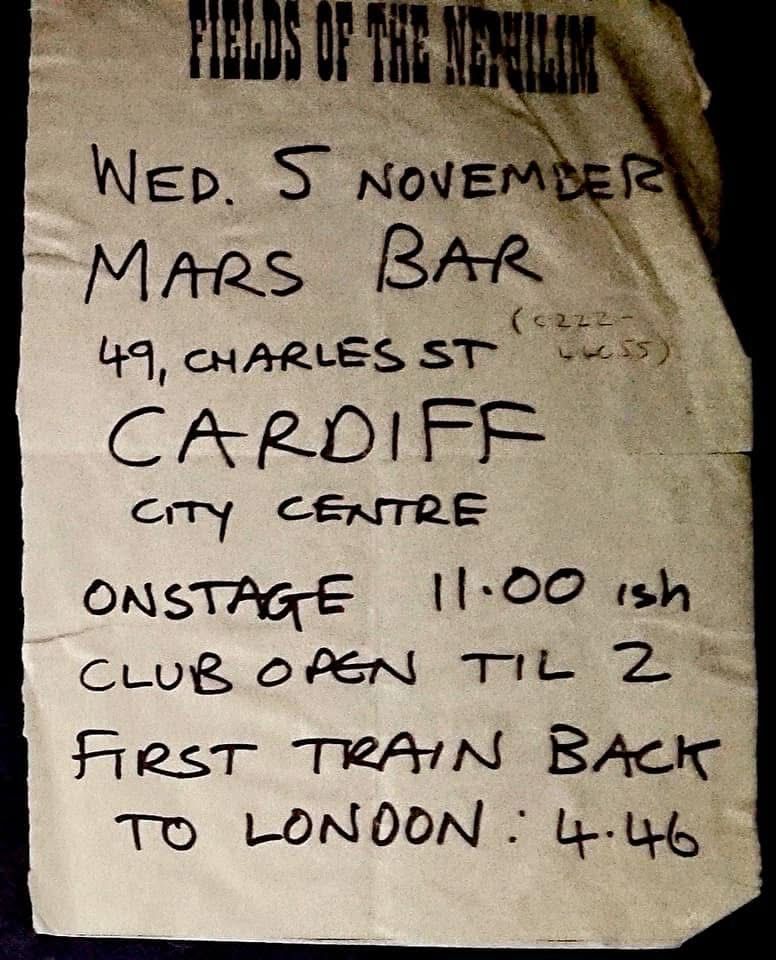 FIELDS OF THE NEPHILIM
WED. 5 NOVEMBER
MARS BAR
49, CHARLES ST
CARDIFF
CITY CENTRE
ONSTAGE 11.00 ish
CLUB OPEN TIL 2
FIRST TRAIN BACK
TO LONDON: 4.46